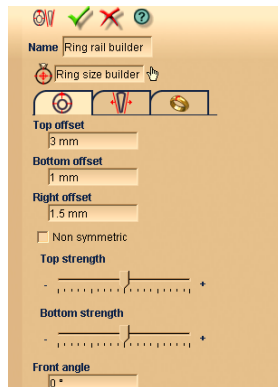 Name Ring rail builder
Ring size builder
Top offset
3 mm
Bottom offset
1 mm
Right offset
1.5 mm
Non symmetric
Top strength
- +
Bottom strength
- +
Front angle
0 °